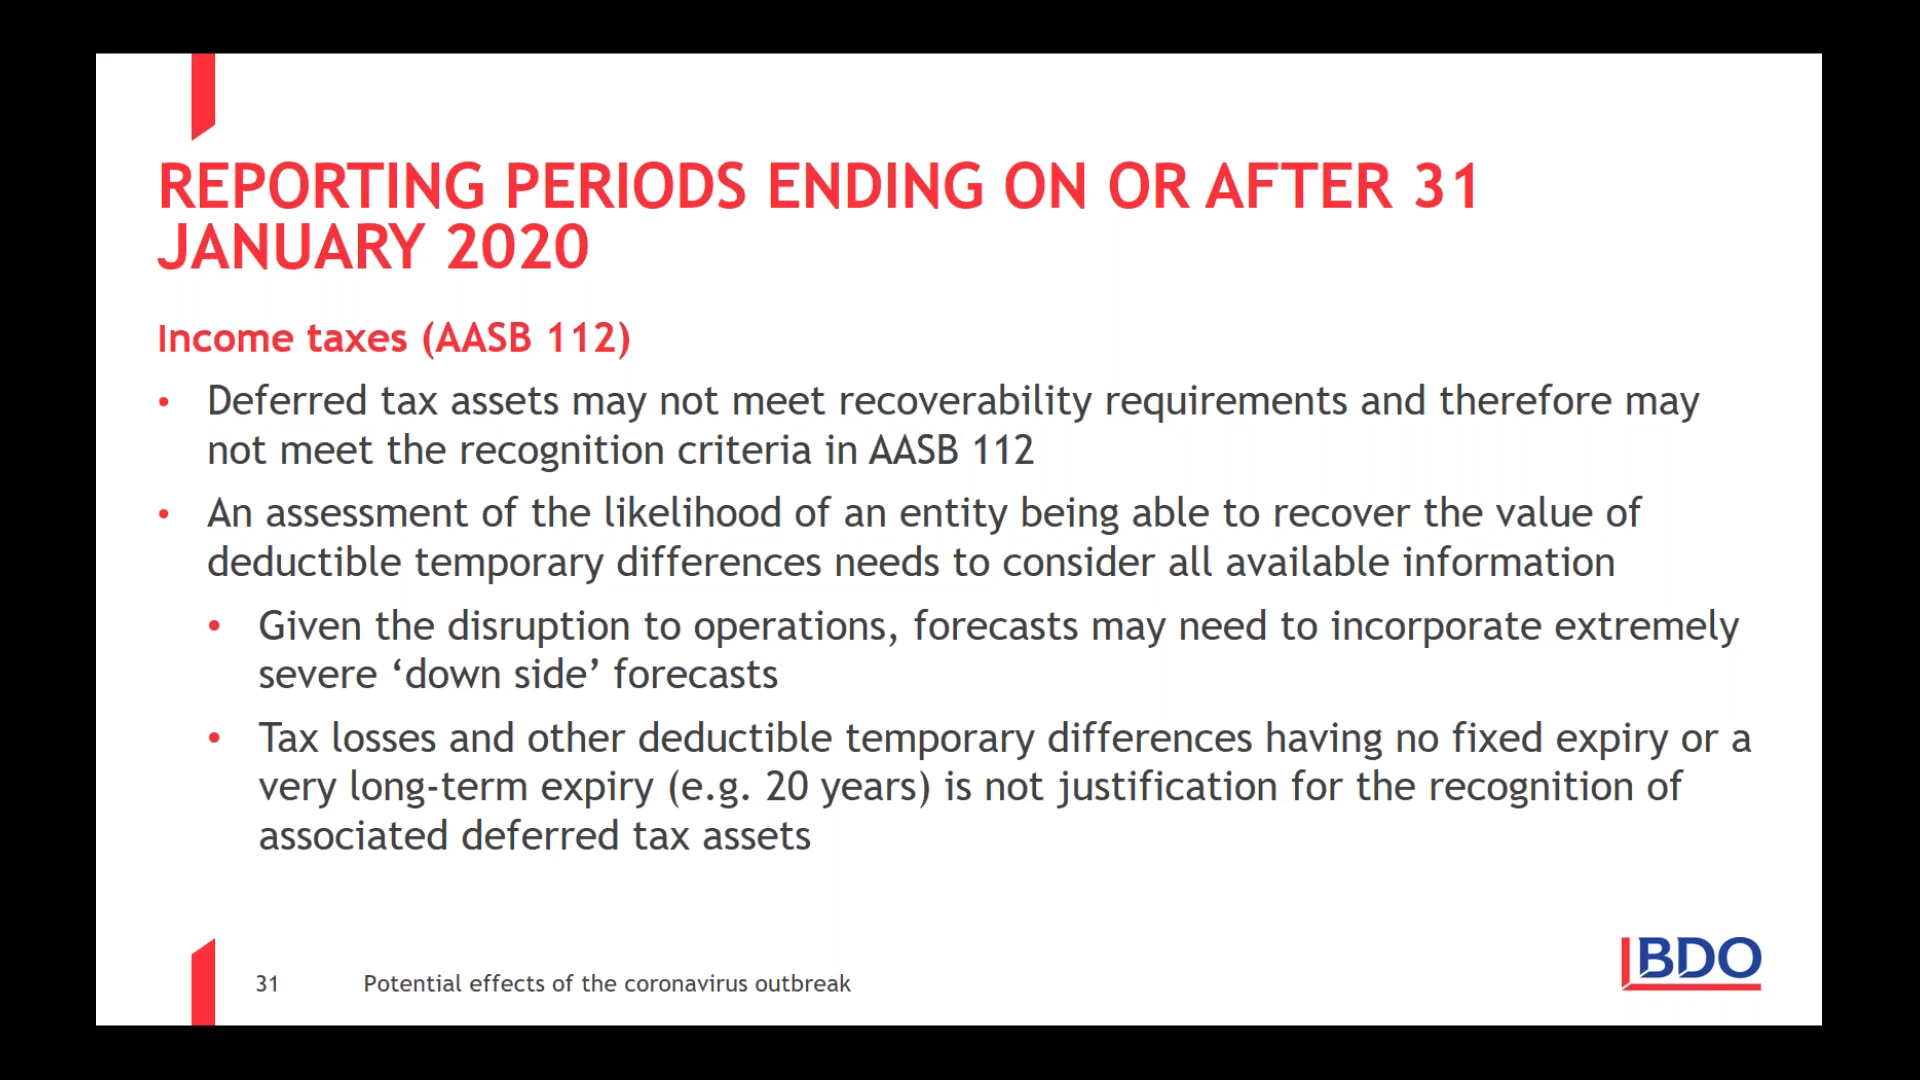 REPORTING PERIODS ENDING ON OR AFTER 31
JANUARY 2020
Income taxes (AASB 112)
• Deferred tax assets may not meet recoverability requirements and therefore may
not meet the recognition criteria in AASB 112
• An assessment of the likelihood of an entity being able to recover the value of
deductible temporary differences needs to consider all available information
• Given the disruption to operations, forecasts may need to incorporate extremely
severe ‘down side’ forecasts
• Tax losses and other deductible temporary differences having no fixed expiry or a
very long-term expiry (e.g. 20 years) is not justification for the recognition of
associated deferred tax assets
31 Potential effects of the coronavirus outbreak
BDO